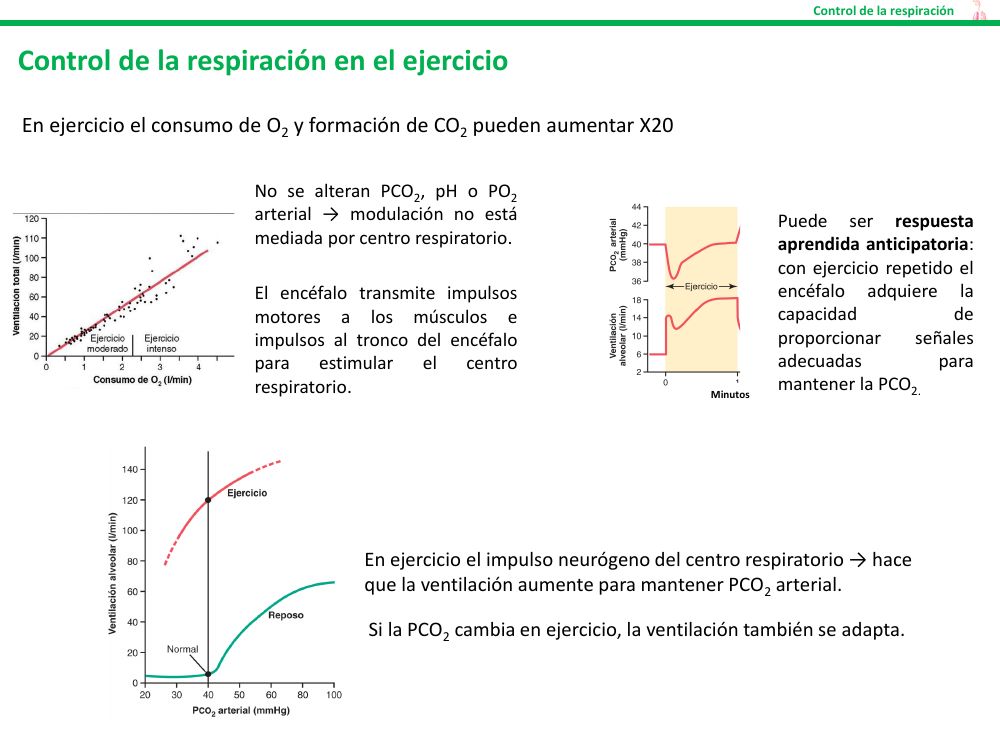 Control de la respiración
Control de la respiración en el ejercicio
En ejercicio el consumo de O₂ y formación de CO₂ pueden aumentar X20
No se alteran PCO₂, pH o PO₂
arterial → modulación no está
mediada por centro respiratorio.
El encéfalo transmite impulsos
motores a los músculos e
impulsos al tronco del encéfalo
para estimular el centro
respiratorio.
Ventilación total (l/min)
120
110
100
80
60
40
20
0
Ejercicio
moderado
Ejercicio
intenso
0 1 2 3 4
Consumo de O₂ (l/min)
PCO₂ arterial
(mmHg)
44
42
40
38
36
Ejercicio
Ventilación
alveolar (l/min)
18
14
10
6
2
0 1
Minutos
Puede ser respuesta
aprendida anticipatoria:
con ejercicio repetido el
encéfalo adquiere la
capacidad de
proporcionar señales
adecuadas para
mantener la PCO₂.
Ventilación alveolar (l/min)
140
120
100
80
60
40
20
0
Ejercicio
Reposo
Normal
20 30 40 50 60 80 100
PCO₂ arterial (mmHg)
En ejercicio el impulso neurógeno del centro respiratorio → hace
que la ventilación aumente para mantener PCO₂ arterial.
Si la PCO₂ cambia en ejercicio, la ventilación también se adapta.